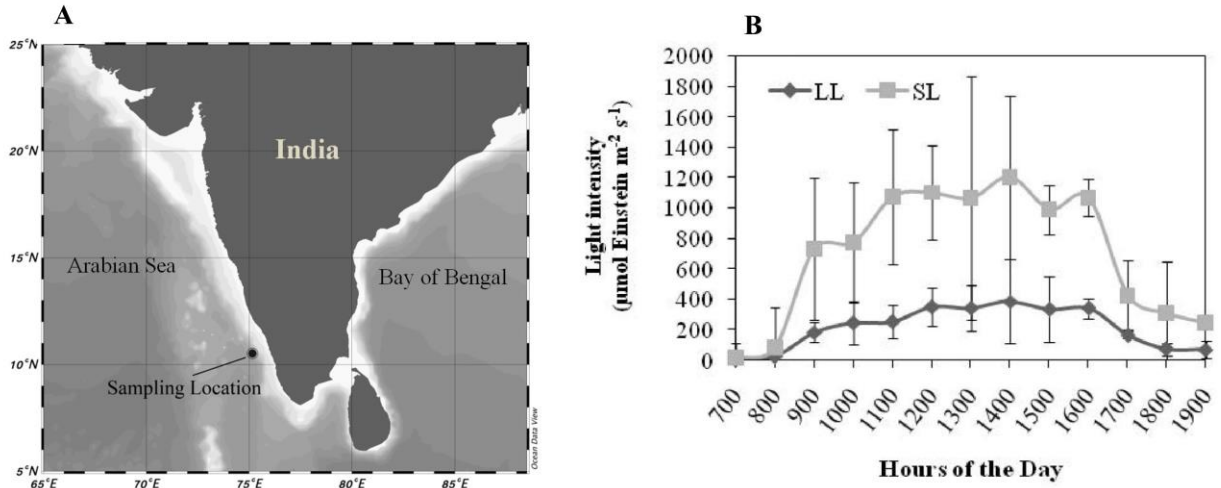 A
25°N
20°N
15°N
10°N
5°N
65°E
70°E
75°E
80°E
85°E
India
Arabian Sea
Bay of Bengal
Sampling Location
Ocean Data View
B
Light intensity
(µmol Einstein m⁻² s⁻¹)
2000
1800
1600
1400
1200
1000
800
600
400
200
0
LL
SL
700
800
900
1000
1100
1200
1300
1400
1500
1600
1700
1800
1900
Hours of the Day